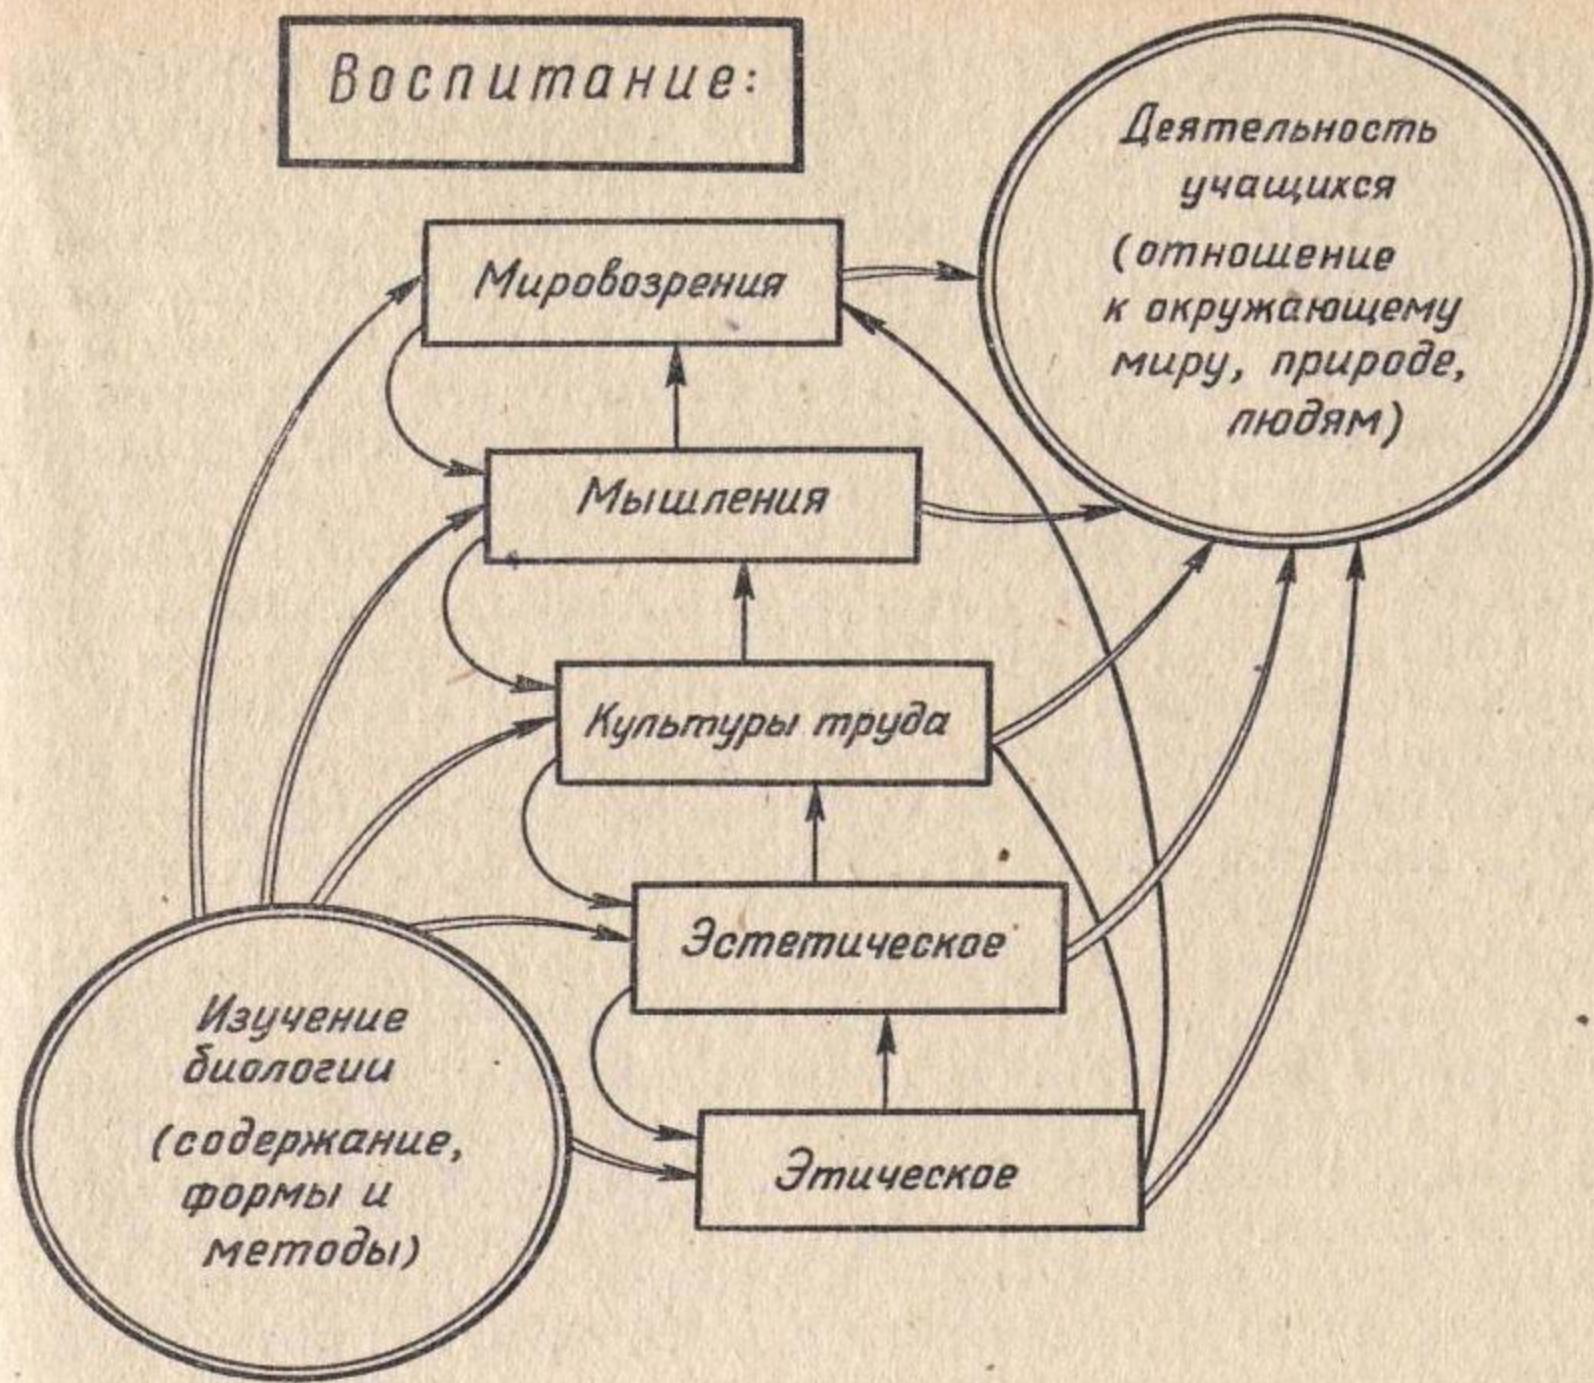 Воспитание:
Деятельность
учащихся
(отношение
к окружающему
миру, природе,
людям)
Мировозрения
Мышления
Культуры труда
Эстетическое
Этическое
Изучение
биологии
(содержание,
формы и
методы)